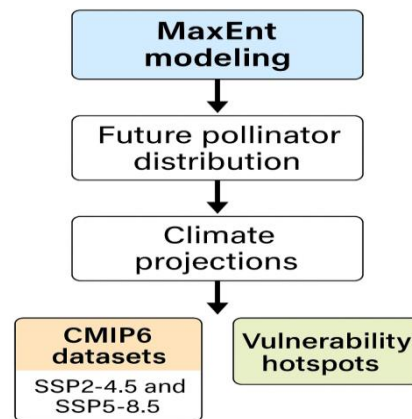 MaxEnt
modeling
Future pollinator
distribution
Climate
projections
CMIP6
datasets
SSP2-4.5 and
SSP5-8.5
Vulnerability
hotspots